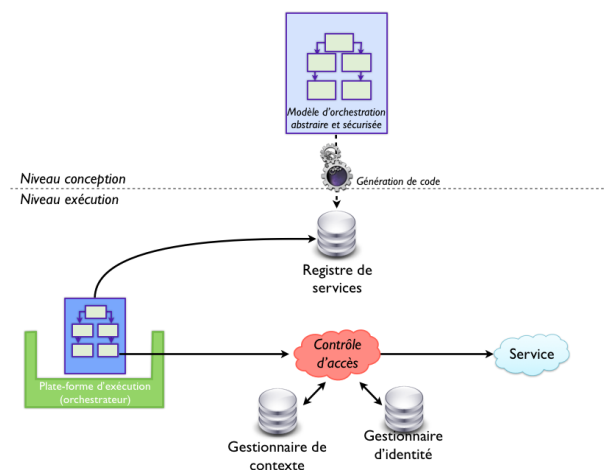 Modèle d'orchestration
abstraire et sécurisée
Génération de code
Niveau conception
Niveau exécution
Registre de
services
Contrôle
d'accès
Service
Plate-forme d'exécution
(orchestrateur)
Gestionnaire de
contexte
Gestionnaire
d'identité